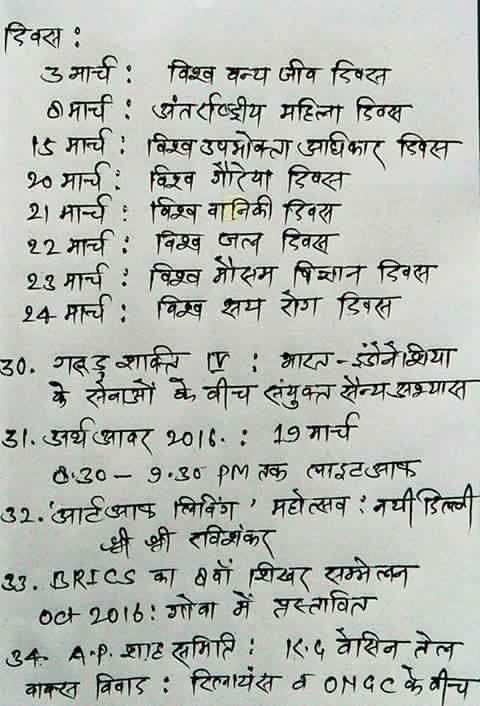 दिवस :
3 मार्च : विश्व वन्य जीव दिवस
8 मार्च : अंतर्राष्ट्रीय महिला दिवस
15 मार्च : विश्व उपभोक्ता अधिकार दिवस
20 मार्च : विश्व गौरेया दिवस
21 मार्च : विश्व वानिकी दिवस
22 मार्च : विश्व जल दिवस
23 मार्च : विश्व मौसम विज्ञान दिवस
24 मार्च : विश्व क्षय रोग दिवस
30. गरूड़ शक्ति IV : भारत - इंडोनेशिया
के सेनाओं के बीच संयुक्त सैन्य अभ्यास
31. अर्थ आवर 2016. : 19 मार्च
8.30 - 9.30 PM तक लाइट आफ
32. 'आर्ट आफ लिविंग' महोत्सव : नयी दिल्ली
श्री श्री रविशंकर
33. BRICS का 8वाँ शिखर सम्मेलन
Oct 2016 : गोवा में प्रस्तावित
34. A.P. शाह समिति : K.G बेसिन तेल
ब्लाक्स विवाद : रिलायंस व ONGC के बीच